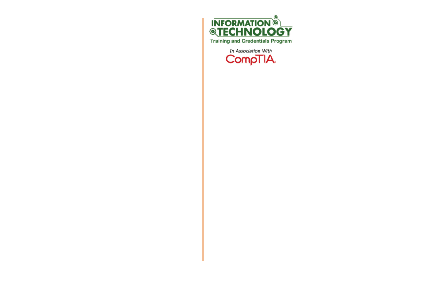 INFORMATION
TECHNOLOGY
Training and Credentials Program
In Association With
CompTIA.